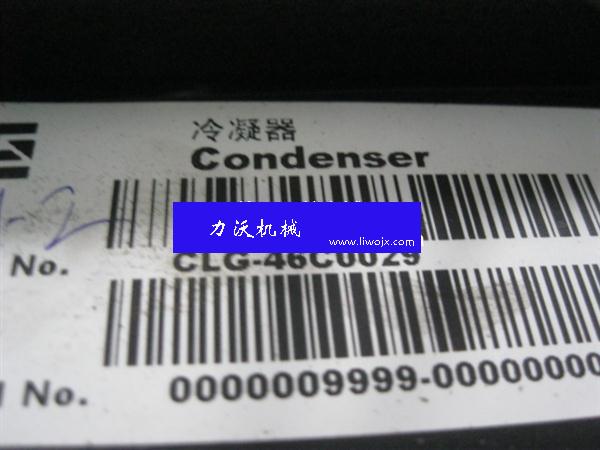 冷凝器
Condenser
力沃机械
www.liwojx.com
No.
CLG-46C0029
No. 0000009999-00000000